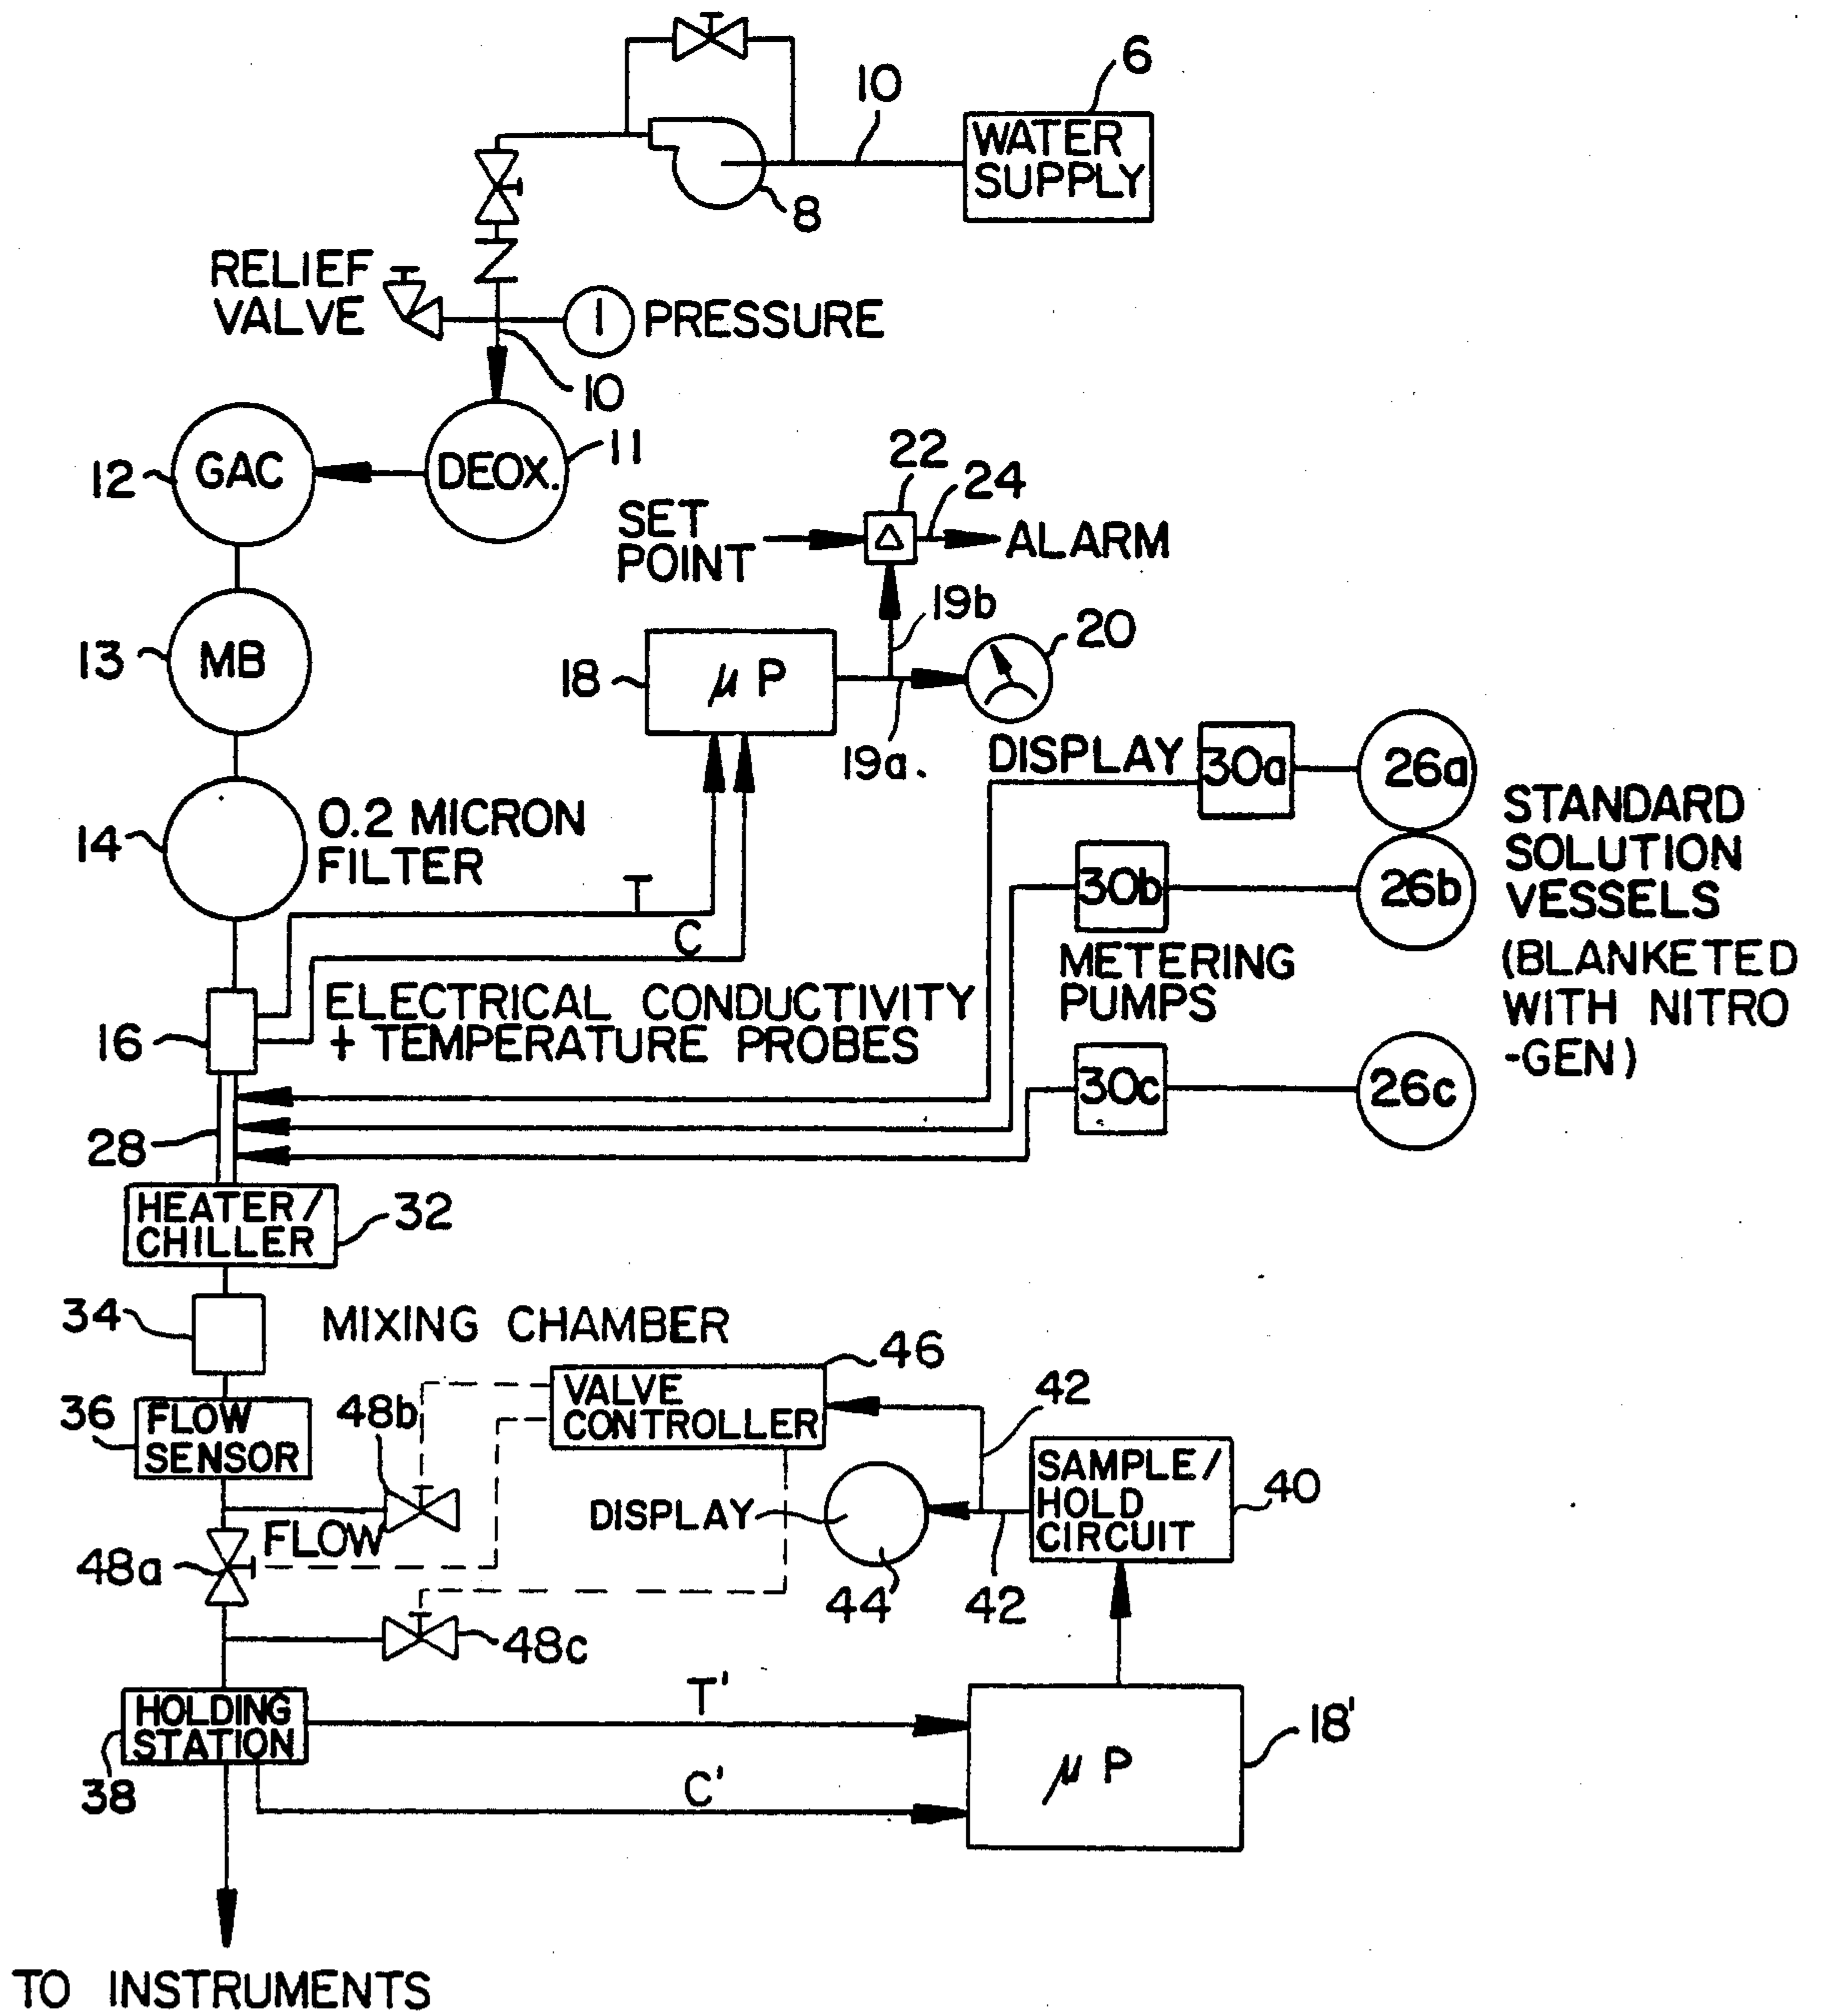 6
10
WATER
SUPPLY
8
RELIEF
VALVE
I PRESSURE
10
12
GAC
DEOX.
11
22
24
SET
POINT
Δ
ALARM
19b
13
MB
18
μP
20
19a.
DISPLAY
30a
26a
STANDARD
SOLUTION
VESSELS
(BLANKETED
WITH NITRO
-GEN)
14
0.2 MICRON
FILTER
T
C
30b
26b
METERING
PUMPS
16
ELECTRICAL CONDUCTIVITY
+ TEMPERATURE PROBES
30c
26c
28
HEATER/
CHILLER
32
34
MIXING CHAMBER
46
36
FLOW
SENSOR
48b
VALVE
CONTROLLER
42
SAMPLE/
HOLD
CIRCUIT
40
DISPLAY
FLOW
48a
44
42
48c
HOLDING
STATION
38
T'
C'
μP
18'
TO INSTRUMENTS